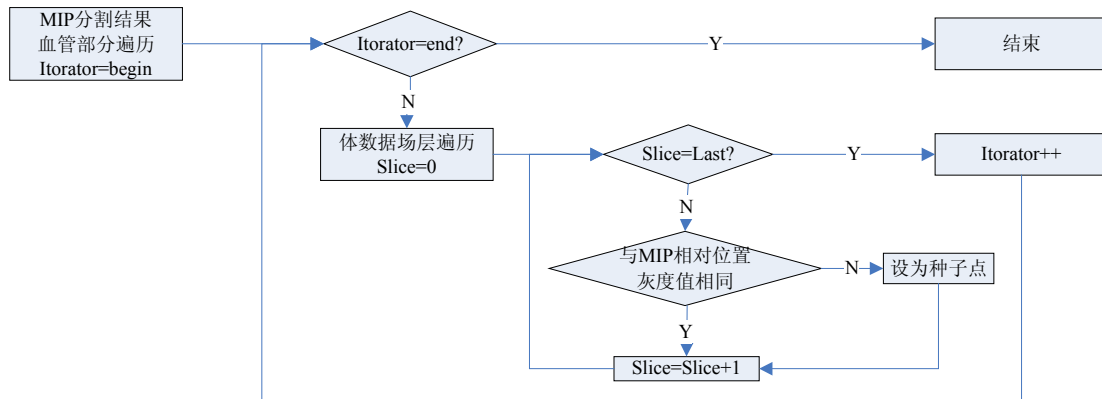 MIP分割结果
血管部分遍历
Itorator=begin
Itorator=end?
Y
结束
N
体数据场层遍历
Slice=0
Slice=Last?
Y
Itorator++
N
与MIP相对位置
灰度值相同
N
设为种子点
Y
Slice=Slice+1